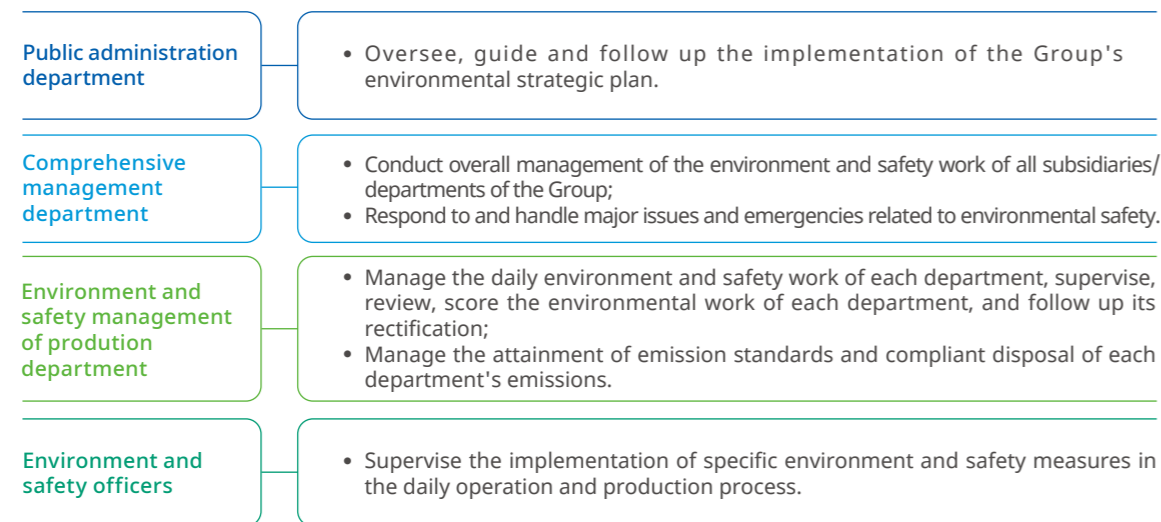 Public administration
department
• Oversee, guide and follow up the implementation of the Group's
environmental strategic plan.
Comprehensive
management
department
• Conduct overall management of the environment and safety work of all subsidiaries/
departments of the Group;
• Respond to and handle major issues and emergencies related to environmental safety.
Environment and
safety management
of prodution
department
• Manage the daily environment and safety work of each department, supervise,
review, score the environmental work of each department, and follow up its
rectification;
• Manage the attainment of emission standards and compliant disposal of each
department's emissions.
Environment and
safety officers
• Supervise the implementation of specific environment and safety measures in
the daily operation and production process.